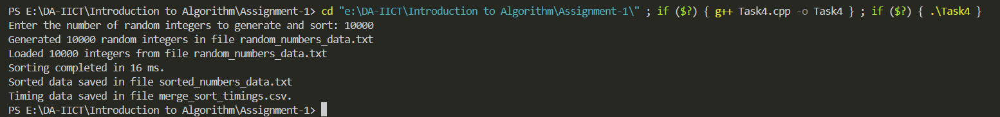 PS E:\DA-IICT\Introduction to Algorithm\Assignment-1> cd "e:\DA-IICT\Introduction to Algorithm\Assignment-1\" ; if ($?) { g++ Task4.cpp -o Task4 } ; if ($?) { .\Task4 }
Enter the number of random integers to generate and sort: 10000
Generated 10000 random integers in file random_numbers_data.txt
Loaded 10000 integers from file random_numbers_data.txt
Sorting completed in 16 ms.
Sorted data saved in file sorted_numbers_data.txt
Timing data saved in file merge_sort_timings.csv.
PS E:\DA-IICT\Introduction to Algorithm\Assignment-1>